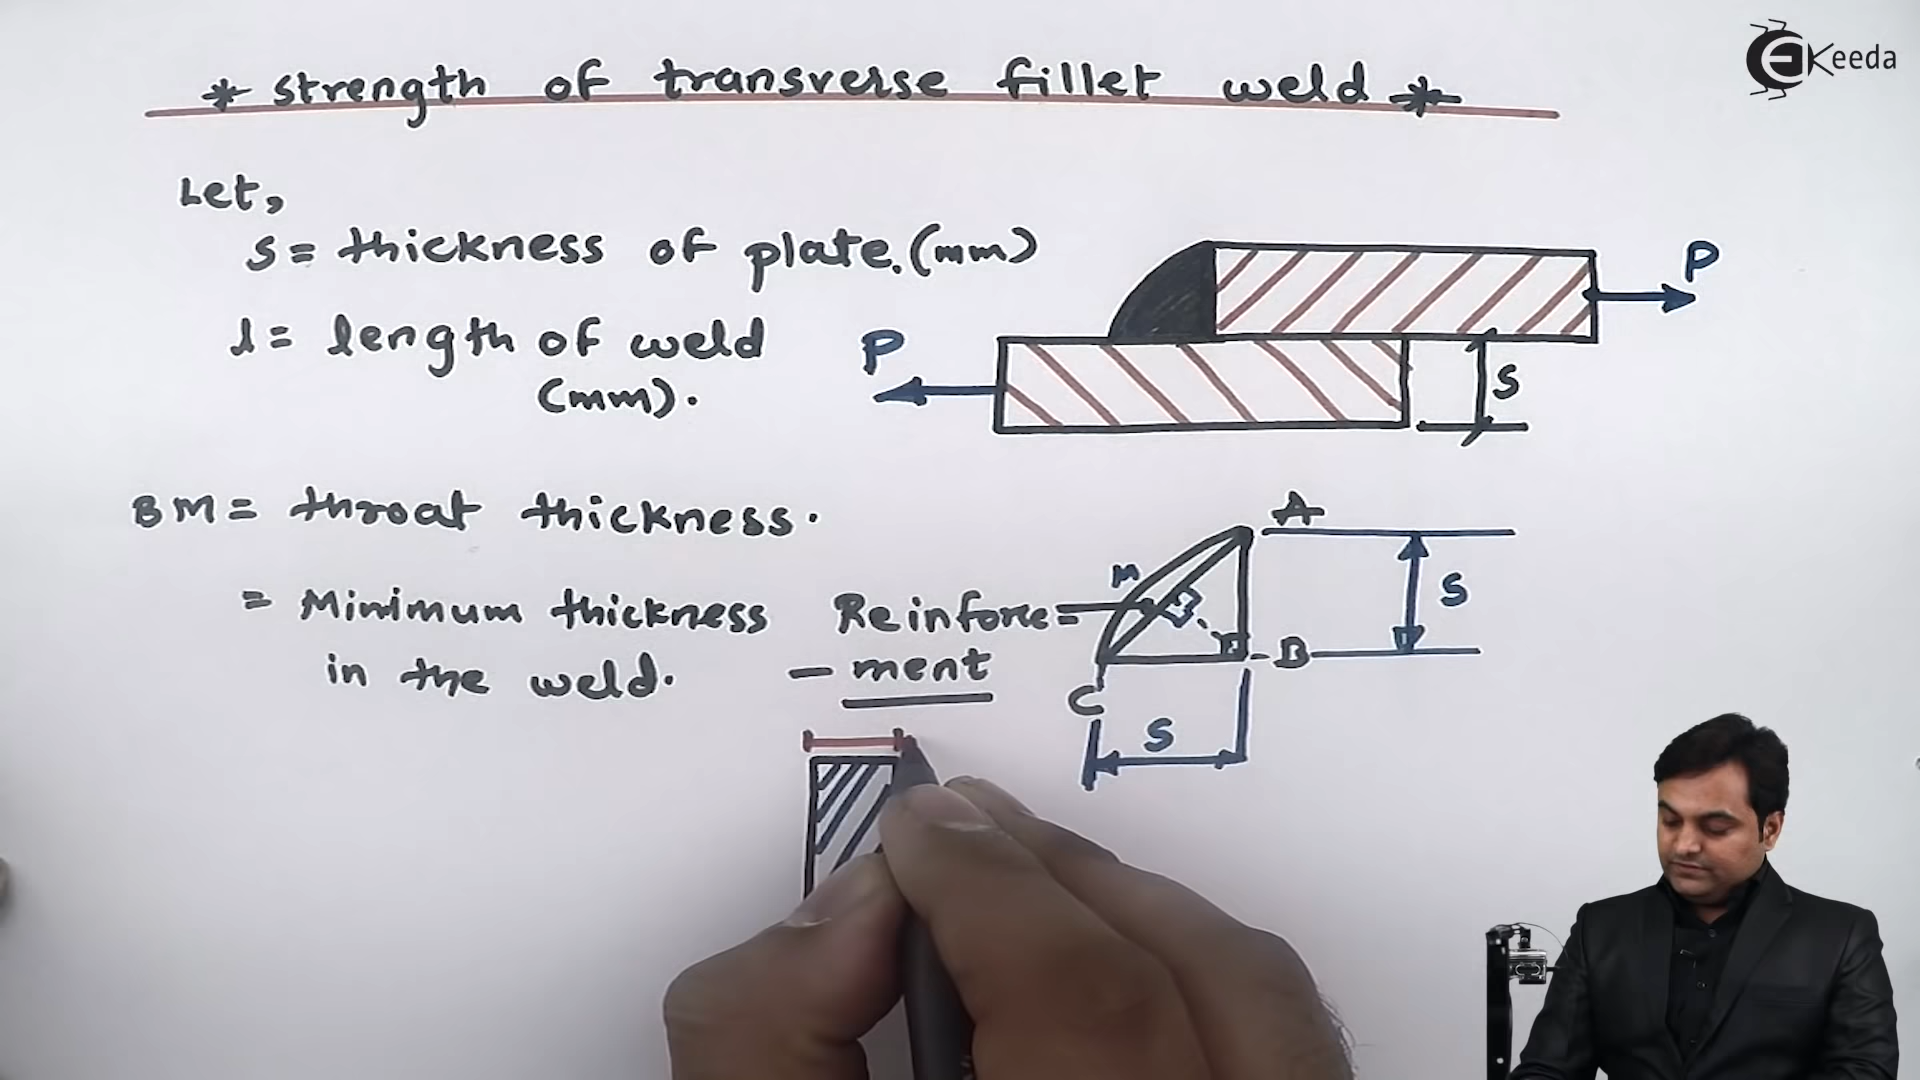 * strength of transverse fillet weld *
EKeeda
Let,
s = thickness of plate. (mm)
l = length of weld
(mm).
P
P
s
BM = throat thickness.
= Minimum thickness
in the weld.
Reinforce=
- ment
A
M
B
C
s
s